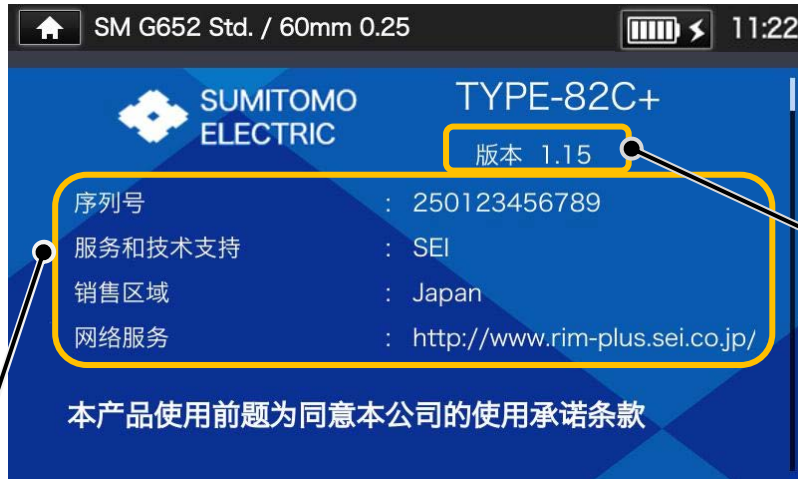 SM G652 Std. / 60mm 0.25 11:22
SUMITOMO ELECTRIC
TYPE-82C+
版本 1.15
序列号 : 250123456789
服务和技术支持 : SEI
销售区域 : Japan
网络服务 : http://www.rim-plus.sei.co.jp/
本产品使用前题为同意本公司的使用承诺条款